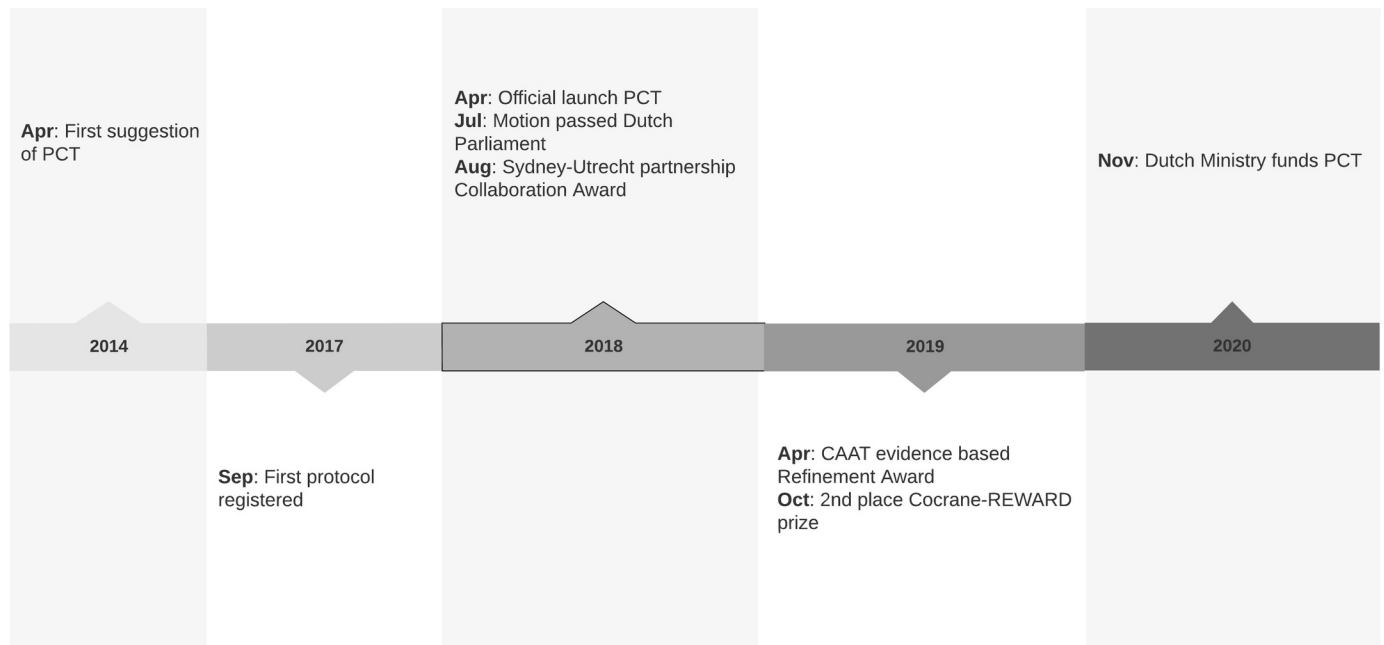 Apr: First suggestion
of PCT
Apr: Official launch PCT
Jul: Motion passed Dutch
Parliament
Aug: Sydney-Utrecht partnership
Collaboration Award
Nov: Dutch Ministry funds PCT
2014
2017
2018
2019
2020
Sep: First protocol
registered
Apr: CAAT evidence based
Refinement Award
Oct: 2nd place Cocrane-REWARD
prize